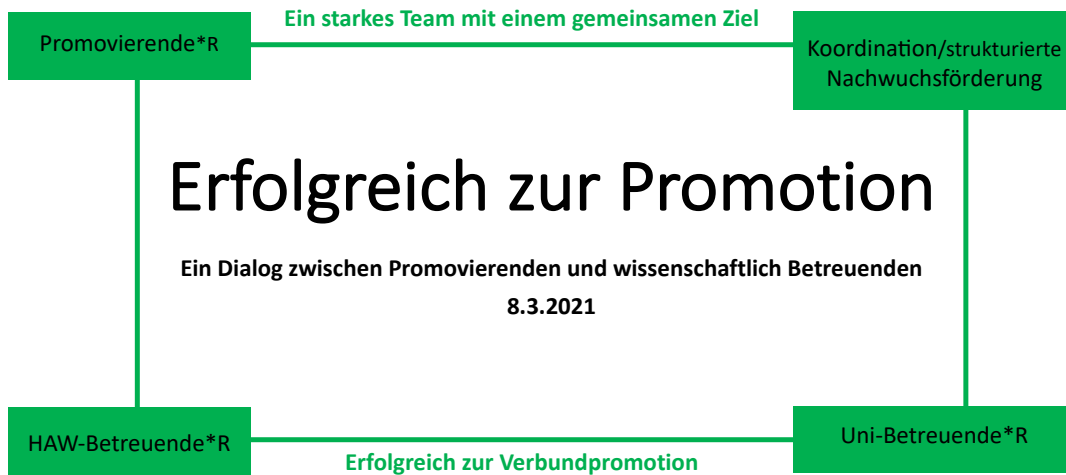 Ein starkes Team mit einem gemeinsamen Ziel
Promovierende*R
Koordination/strukturierte
Nachwuchsförderung
Erfolgreich zur Promotion
Ein Dialog zwischen Promovierenden und wissenschaftlich Betreuenden
8.3.2021
HAW-Betreuende*R
Uni-Betreuende*R
Erfolgreich zur Verbundpromotion